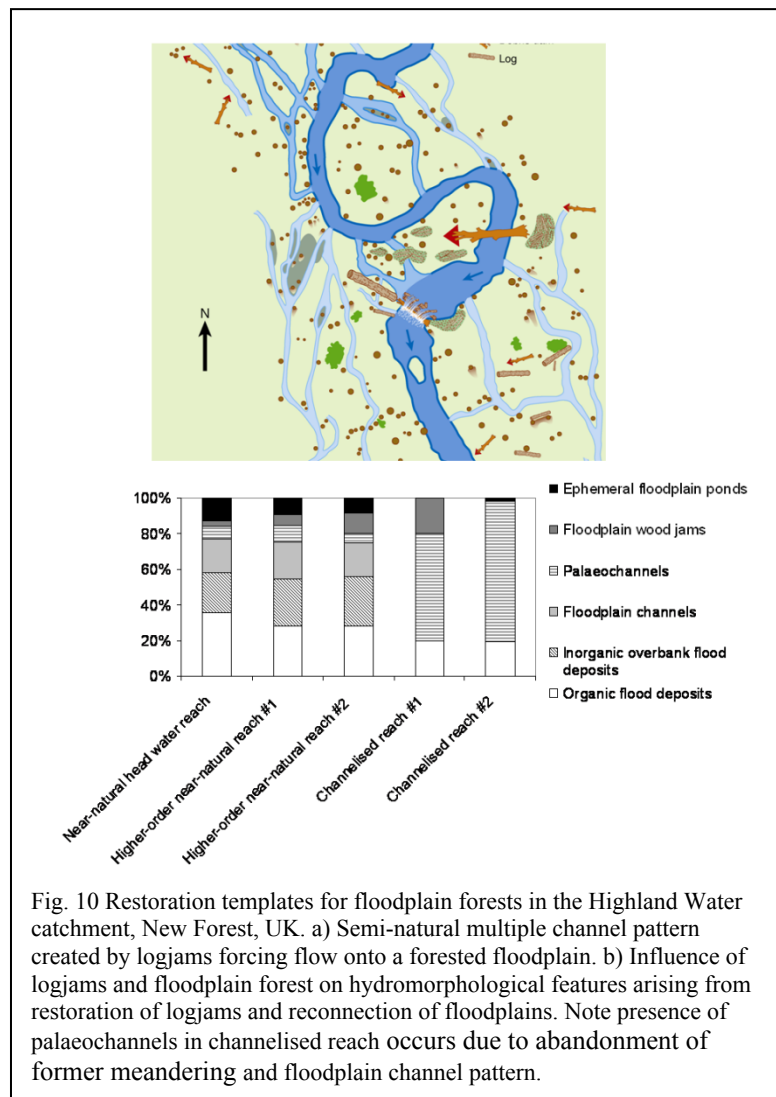 Log
N
100%
80%
60%
40%
20%
0%
Ephemeral floodplain ponds
Floodplain wood jams
Palaeochannels
Floodplain channels
Inorganic overbank flood
deposits
Organic flood deposits
Near-natural head water reach
Higher-order near-natural reach #1
Higher-order near-natural reach #2
Channelised reach #1
Channelised reach #2
Fig. 10 Restoration templates for floodplain forests in the Highland Water
catchment, New Forest, UK. a) Semi-natural multiple channel pattern
created by logjams forcing flow onto a forested floodplain. b) Influence of
logjams and floodplain forest on hydromorphological features arising from
restoration of logjams and reconnection of floodplains. Note presence of
palaeochannels in channelised reach occurs due to abandonment of
former meandering and floodplain channel pattern.